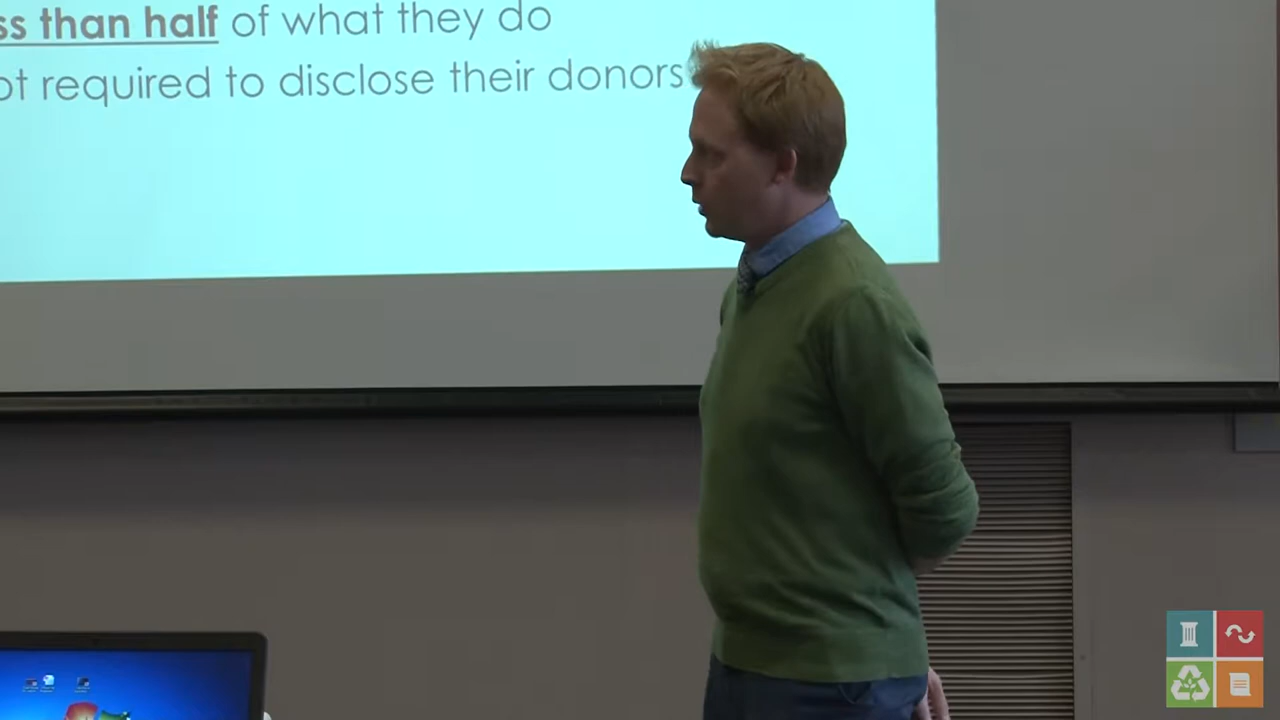 ss than half of what they do
ot required to disclose their donors